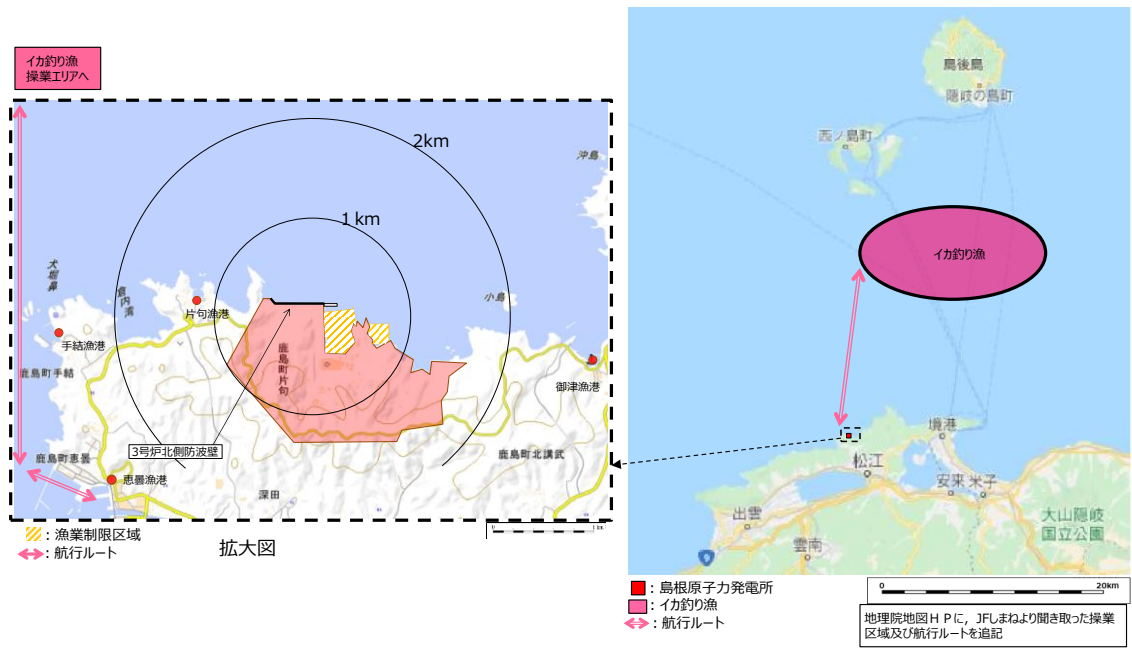 イカ釣り漁
操業エリアへ
2km
1km
沖島
犬堀鼻
倉内湾
小島
片句漁港
手結漁港
鹿島町手結
鹿島町片句
御津漁港
3号炉北側防波壁
鹿島町恵曇
恵曇漁港
鹿島町北講武
深田
:漁業制限区域
:航行ルート
拡大図
0 1km
島後島
隠岐の島町
西ノ島町
イカ釣り漁
境港
松江
安来 米子
出雲
雲南
大山隠岐
国立公園
9
:島根原子力発電所
:イカ釣り漁
:航行ルート
0 20km
地理院地図HPに,JFしまねより聞き取った操業
区域及び航行ルートを追記